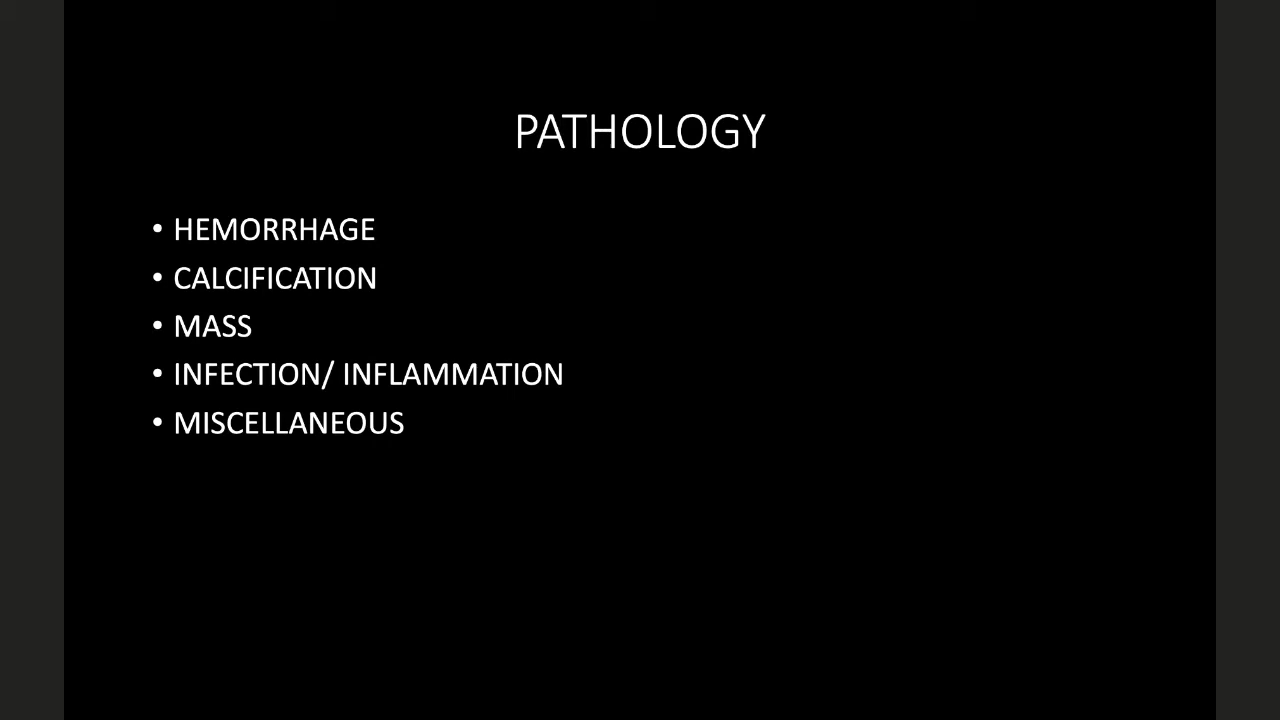 PATHOLOGY
• HEMORRHAGE
• CALCIFICATION
• MASS
• INFECTION/ INFLAMMATION
• MISCELLANEOUS